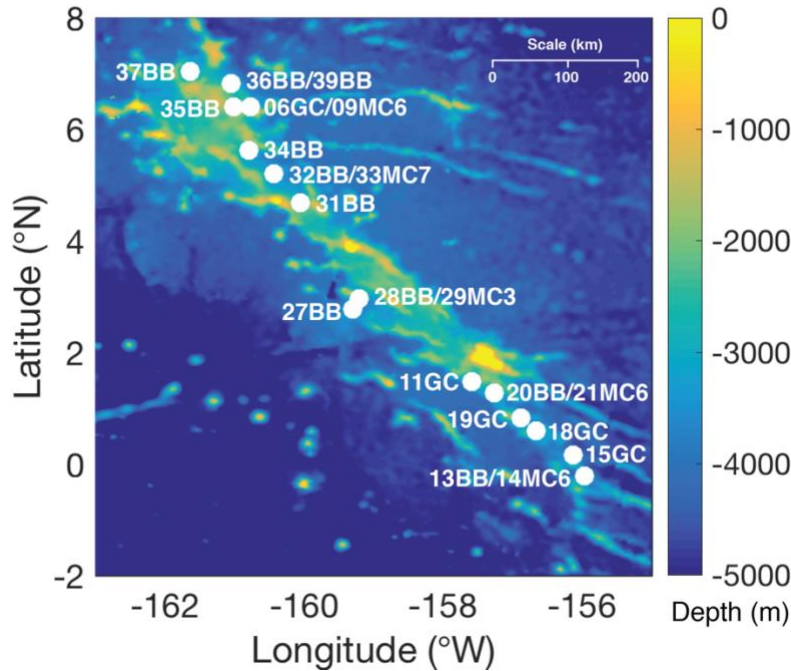 8
6
4
2
0
-2
Latitude (°N)
-162
-160
-158
-156
Longitude (°W)
Scale (km)
0 100 200
37BB
36BB/39BB
35BB
06GC/09MC6
34BB
32BB/33MC7
31BB
28BB/29MC3
27BB
11GC
20BB/21MC6
19GC
18GC
15GC
13BB/14MC6
0
-1000
-2000
-3000
-4000
-5000
Depth (m)